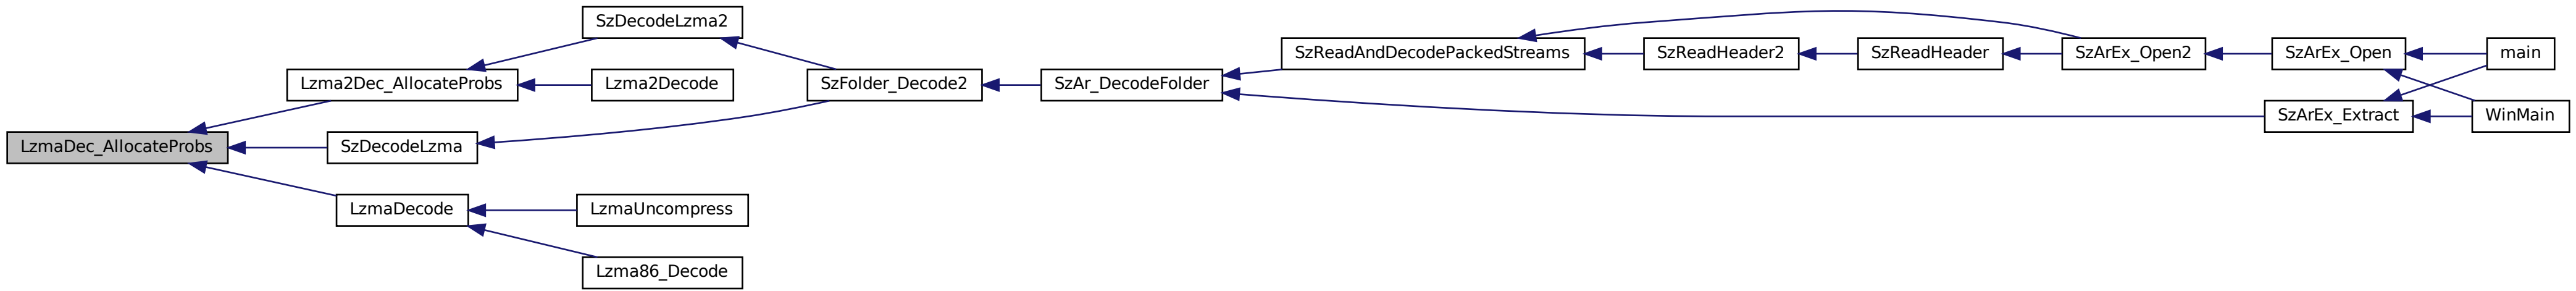 LzmaDec_AllocateProbs
Lzma2Dec_AllocateProbs
SzDecodeLzma2
Lzma2Decode
SzDecodeLzma
LzmaDecode
LzmaUncompress
Lzma86_Decode
SzFolder_Decode2
SzAr_DecodeFolder
SzReadAndDecodePackedStreams
SzReadHeader2
SzReadHeader
SzArEx_Open2
SzArEx_Open
SzArEx_Extract
main
WinMain